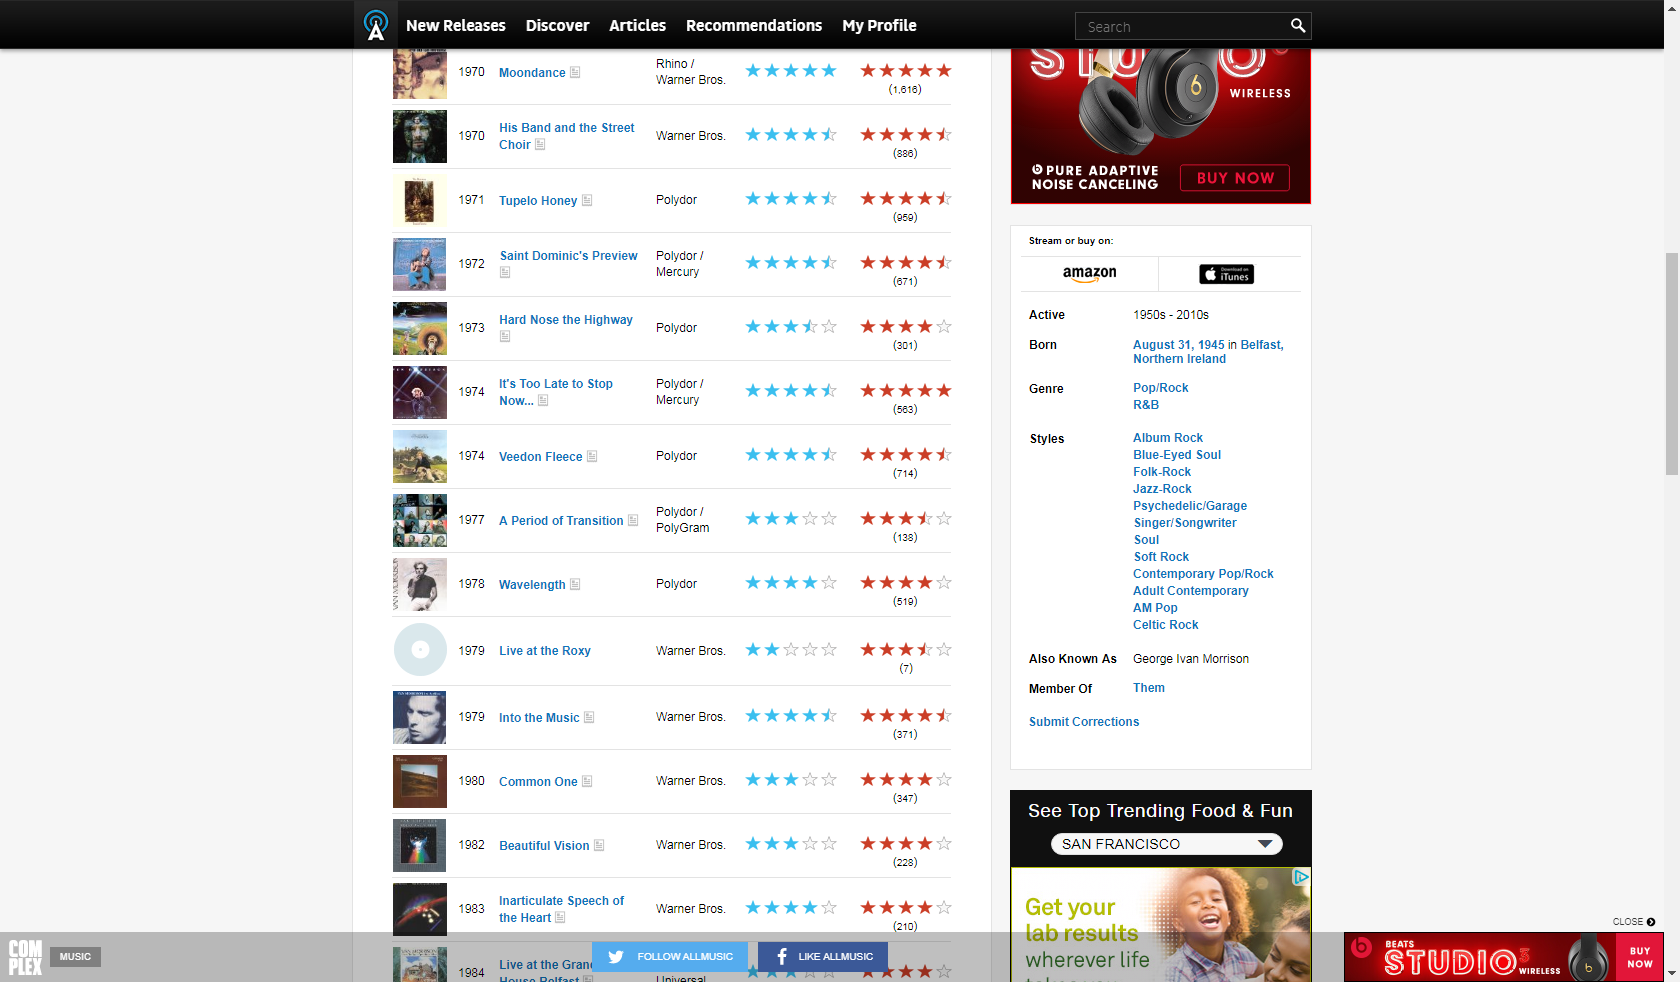 New Releases Discover Articles Recommendations My Profile Search
1970 Moondance Rhino / Warner Bros. (1,616)
1970 His Band and the Street Choir Warner Bros. (886)
1971 Tupelo Honey Polydor (959)
1972 Saint Dominic's Preview Polydor / Mercury (671)
1973 Hard Nose the Highway Polydor (301)
1974 It's Too Late to Stop Now... Polydor / Mercury (563)
1974 Veedon Fleece Polydor (714)
1977 A Period of Transition Polydor / PolyGram (138)
1978 Wavelength Polydor (519)
1979 Live at the Roxy Warner Bros. (7)
1979 Into the Music Warner Bros. (371)
1980 Common One Warner Bros. (347)
1982 Beautiful Vision Warner Bros. (228)
1983 Inarticulate Speech of the Heart Warner Bros. (210)
1984 Live at the Grand House Belfast Universal
STUDIO3
WIRELESS
PURE ADAPTIVE
NOISE CANCELING
BUY NOW
Stream or buy on:
amazon
Download on
iTunes
Active 1950s - 2010s
Born August 31, 1945 in Belfast,
Northern Ireland
Genre Pop/Rock
R&B
Styles Album Rock
Blue-Eyed Soul
Folk-Rock
Jazz-Rock
Psychedelic/Garage
Singer/Songwriter
Soul
Soft Rock
Contemporary Pop/Rock
Adult Contemporary
AM Pop
Celtic Rock
Also Known As George Ivan Morrison
Member Of Them
Submit Corrections
See Top Trending Food & Fun
SAN FRANCISCO
Get your
lab results
wherever life
CLOSE
COM
PLEX
MUSIC
FOLLOW ALLMUSIC
LIKE ALLMUSIC
BEATS
STUDIO3
WIRELESS
BUY
NOW